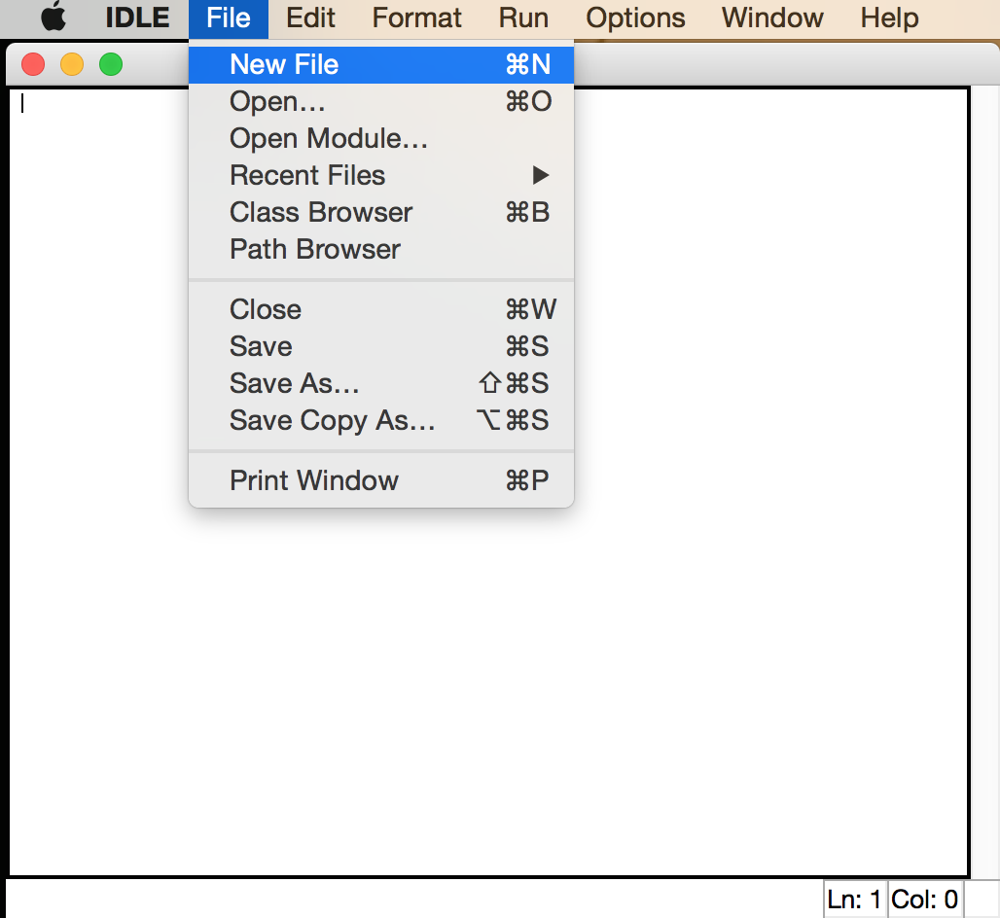 IDLE File Edit Format Run Options Window Help
New File ⌘N
Open... ⌘O
Open Module...
Recent Files ▶
Class Browser ⌘B
Path Browser
Close ⌘W
Save ⌘S
Save As... ⇧⌘S
Save Copy As... ⌥⌘S
Print Window ⌘P
Ln: 1 Col: 0